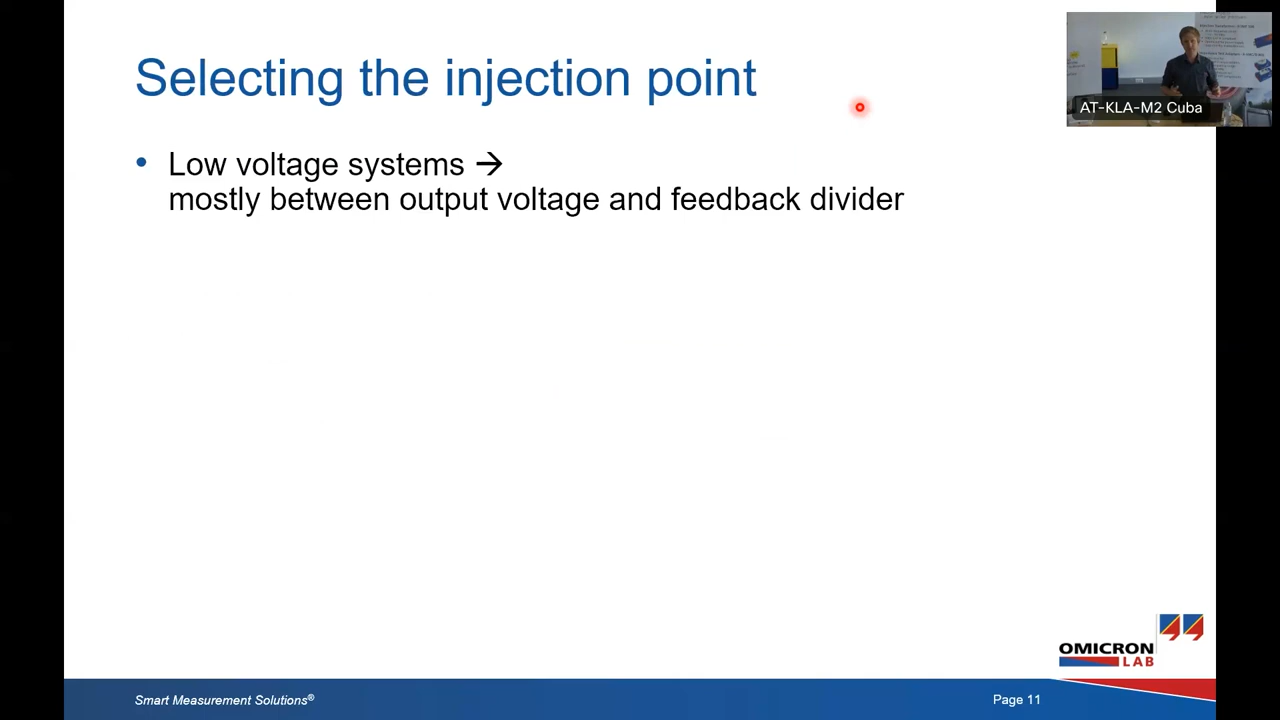 Selecting the injection point
AT-KLA-M2 Cuba
• Low voltage systems →
mostly between output voltage and feedback divider
OMICRON
LAB
Smart Measurement Solutions®
Page 11